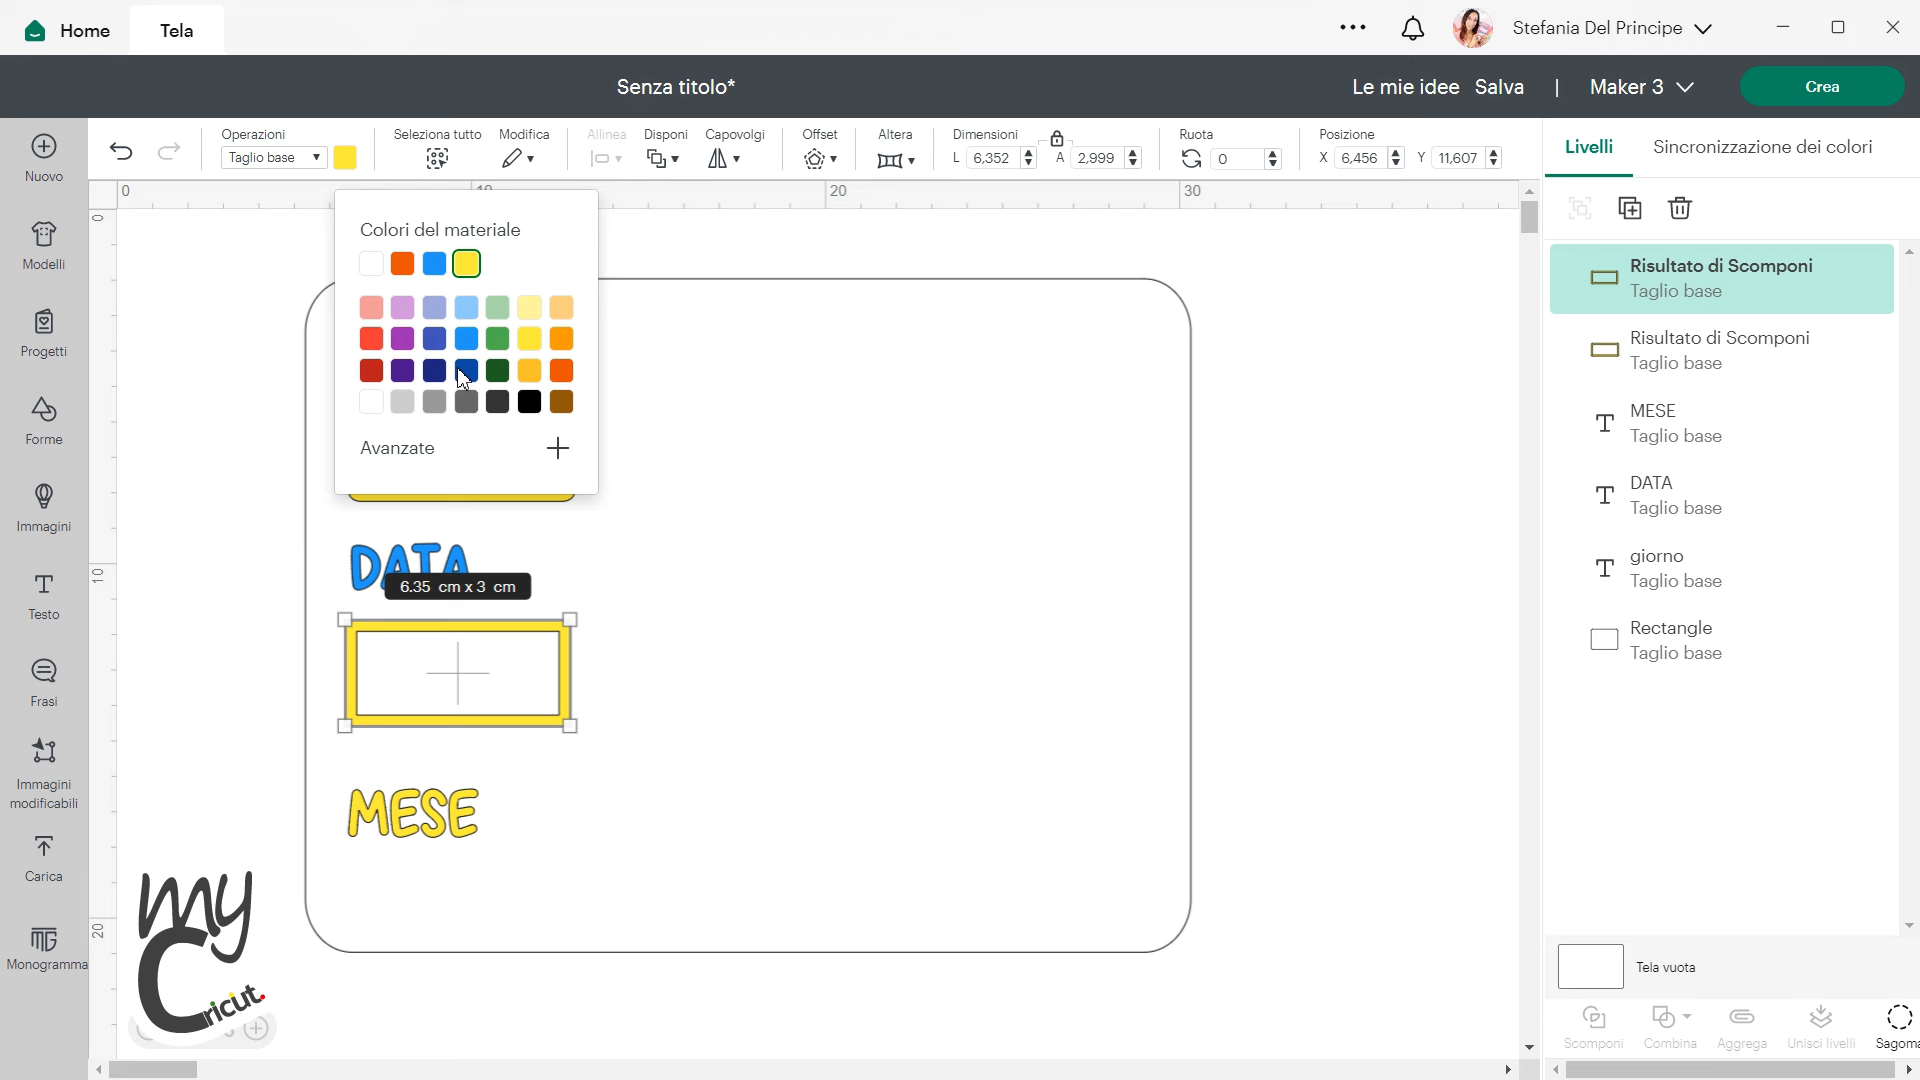 Home
Tela
Stefania Del Principe
Senza titolo*
Le mie idee
Salva
|
Maker 3
Crea
Operazioni
Taglio base
Seleziona tutto
Modifica
Allinea
Disponi
Capovolgi
Offset
Altera
Dimensioni
L 6,352
A 2,999
Ruota
0
Posizione
X 6,456
Y 11,607
Livelli
Sincronizzazione dei colori
Nuovo
Modelli
Progetti
Forme
Immagini
Testo
Frasi
Immagini
modificabili
Carica
Monogramma
0
10
20
30
0
10
20
Colori del materiale
Avanzate
DATA
6.35 cm x 3 cm
MESE
my
Cricut.
Risultato di Scomponi
Taglio base
Risultato di Scomponi
Taglio base
MESE
Taglio base
DATA
Taglio base
giorno
Taglio base
Rectangle
Taglio base
Tela vuota
Scomponi
Combina
Aggrega
Unisci livelli
Sagoma